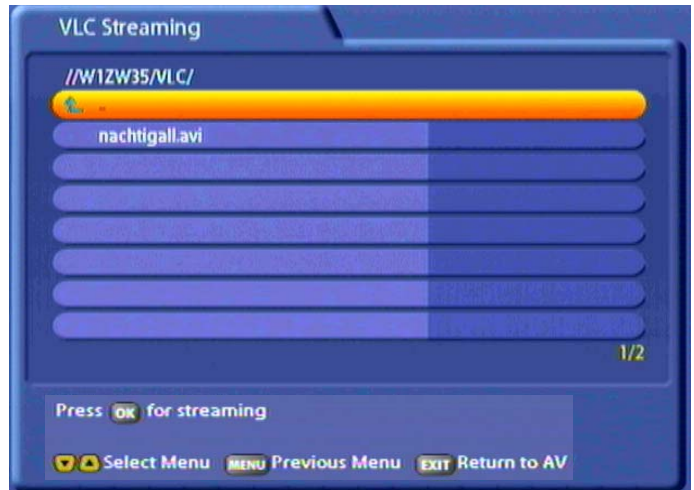 VLC Streaming
//W1ZW35/VLC/
..
nachtigall.avi
1/2
Press OK for streaming
Select Menu MENU Previous Menu EXIT Return to AV